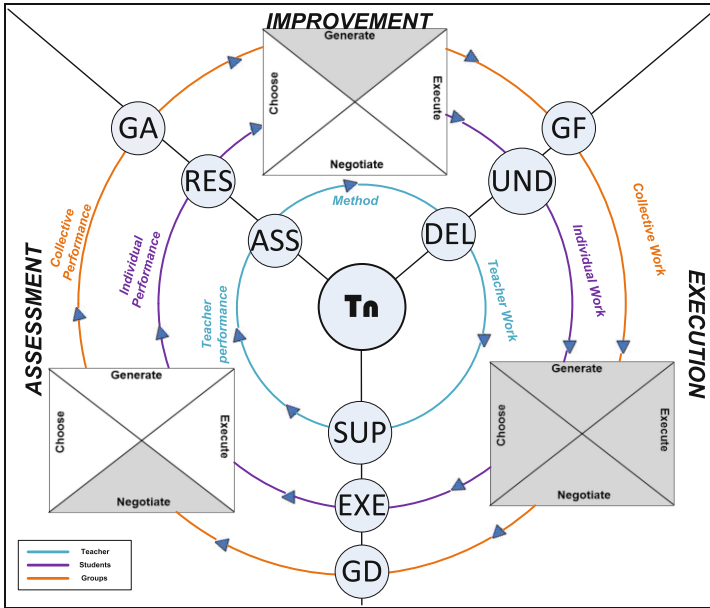 IMPROVEMENT
Generate
Choose
Execute
Negotiate
GA
GF
RES
UND
Method
ASS
DEL
Collective
Performance
Individual
Performance
Teacher
performance
Tn
Teacher Work
Individual Work
Collective Work
ASSESSMENT
EXECUTION
Generate
Choose
Execute
Negotiate
Generate
Choose
Execute
Negotiate
SUP
EXE
GD
Teacher
Students
Groups